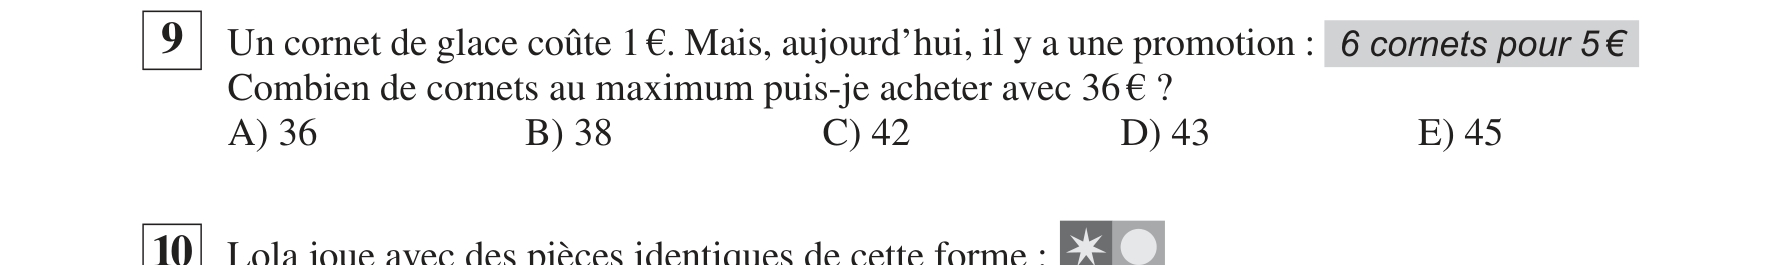 9 Un cornet de glace coûte 1 €. Mais, aujourd’hui, il y a une promotion : 6 cornets pour 5 €
Combien de cornets au maximum puis-je acheter avec 36 € ?
A) 36 B) 38 C) 42 D) 43 E) 45
10 Lola joue avec des pièces identiques de cette forme :